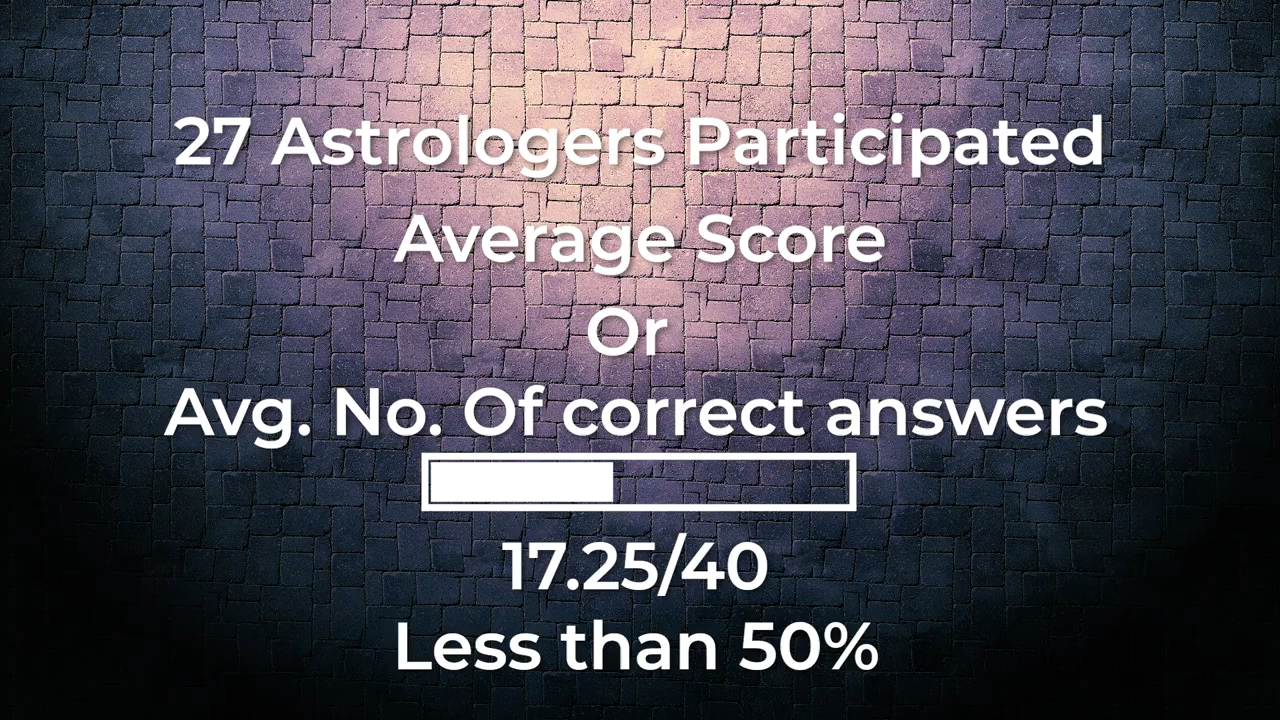 27 Astrologers Participated
Average Score
Or
Avg. No. Of correct answers
17.25/40
Less than 50%